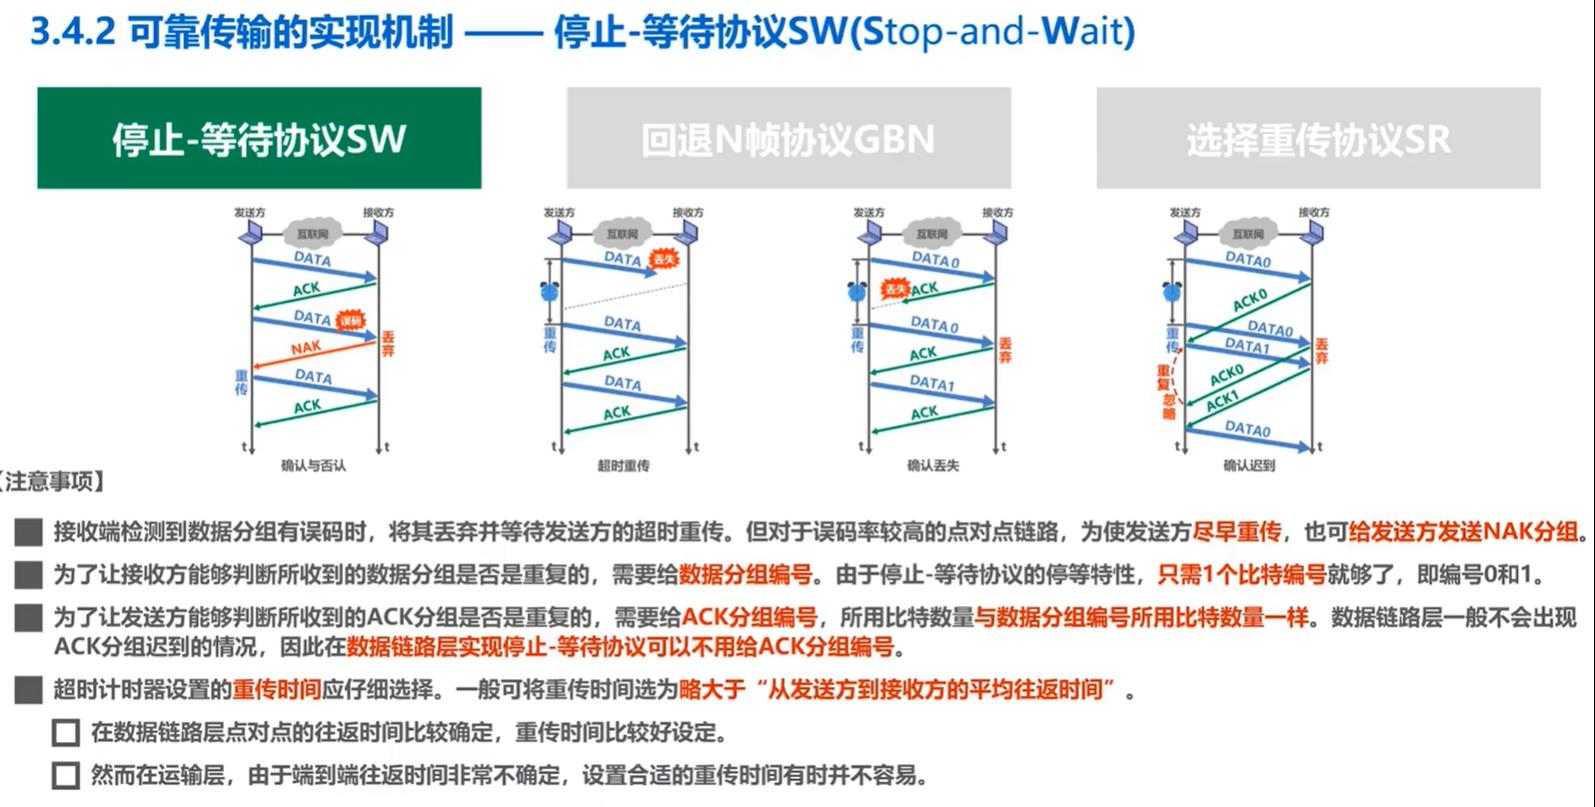 3.4.2 可靠传输的实现机制 —— 停止-等待协议SW(Stop-and-Wait)
停止-等待协议SW
回退N帧协议GBN
选择重传协议SR
发送方
接收方
互联网
DATA
ACK
DATA
误码
丢弃
NAK
重传
DATA
ACK
t
t
确认与否认
发送方
接收方
互联网
DATA
丢失
重传
DATA
ACK
DATA
ACK
t
t
超时重传
发送方
接收方
互联网
DATA0
丢失
ACK
重传
DATA0
丢弃
ACK
DATA1
ACK
t
t
确认丢失
发送方
接收方
互联网
DATA0
ACK0
重传
DATA0
DATA1
丢弃
重复
忽略
ACK0
ACK1
DATA0
t
t
确认迟到
【注意事项】
接收端检测到数据分组有误码时，将其丢弃并等待发送方的超时重传。但对于误码率较高的点对点链路，为使发送方尽早重传，也可给发送方发送NAK分组。
为了让接收方能够判断所收到的数据分组是否是重复的，需要给数据分组编号。由于停止-等待协议的停等特性，只需1个比特编号就够了，即编号0和1。
为了让发送方能够判断所收到的ACK分组是否是重复的，需要给ACK分组编号，所用比特数量与数据分组编号所用比特数量一样。数据链路层一般不会出现
ACK分组迟到的情况，因此在数据链路层实现停止-等待协议可以不用给ACK分组编号。
超时计时器设置的重传时间应仔细选择。一般可将重传时间选为略大于“从发送方到接收方的平均往返时间”。
在数据链路层点对点的往返时间比较确定，重传时间比较好设定。
然而在运输层，由于端到端往返时间非常不确定，设置合适的重传时间有时并不容易。